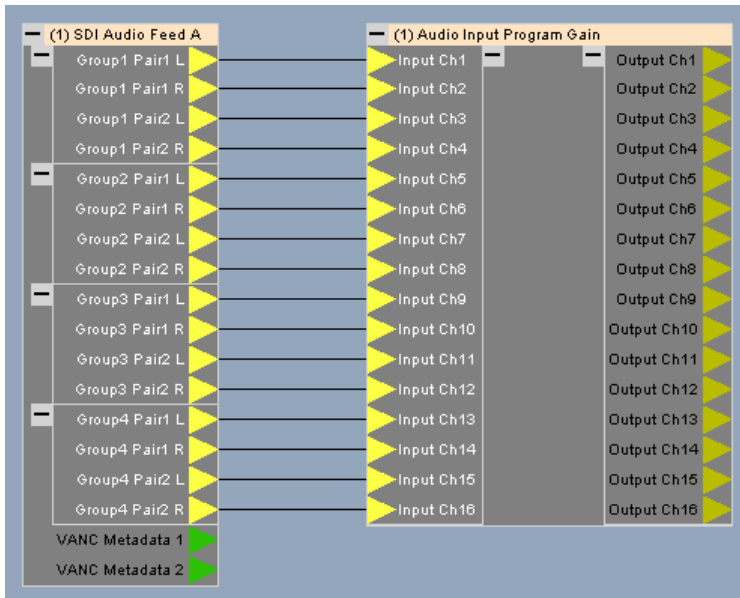 (1) SDI Audio Feed A
Group1 Pair1 L
Group1 Pair1 R
Group1 Pair2 L
Group1 Pair2 R
Group2 Pair1 L
Group2 Pair1 R
Group2 Pair2 L
Group2 Pair2 R
Group3 Pair1 L
Group3 Pair1 R
Group3 Pair2 L
Group3 Pair2 R
Group4 Pair1 L
Group4 Pair1 R
Group4 Pair2 L
Group4 Pair2 R
VANC Metadata 1
VANC Metadata 2
(1) Audio Input Program Gain
Input Ch1
Input Ch2
Input Ch3
Input Ch4
Input Ch5
Input Ch6
Input Ch7
Input Ch8
Input Ch9
Input Ch10
Input Ch11
Input Ch12
Input Ch13
Input Ch14
Input Ch15
Input Ch16
Output Ch1
Output Ch2
Output Ch3
Output Ch4
Output Ch5
Output Ch6
Output Ch7
Output Ch8
Output Ch9
Output Ch10
Output Ch11
Output Ch12
Output Ch13
Output Ch14
Output Ch15
Output Ch16